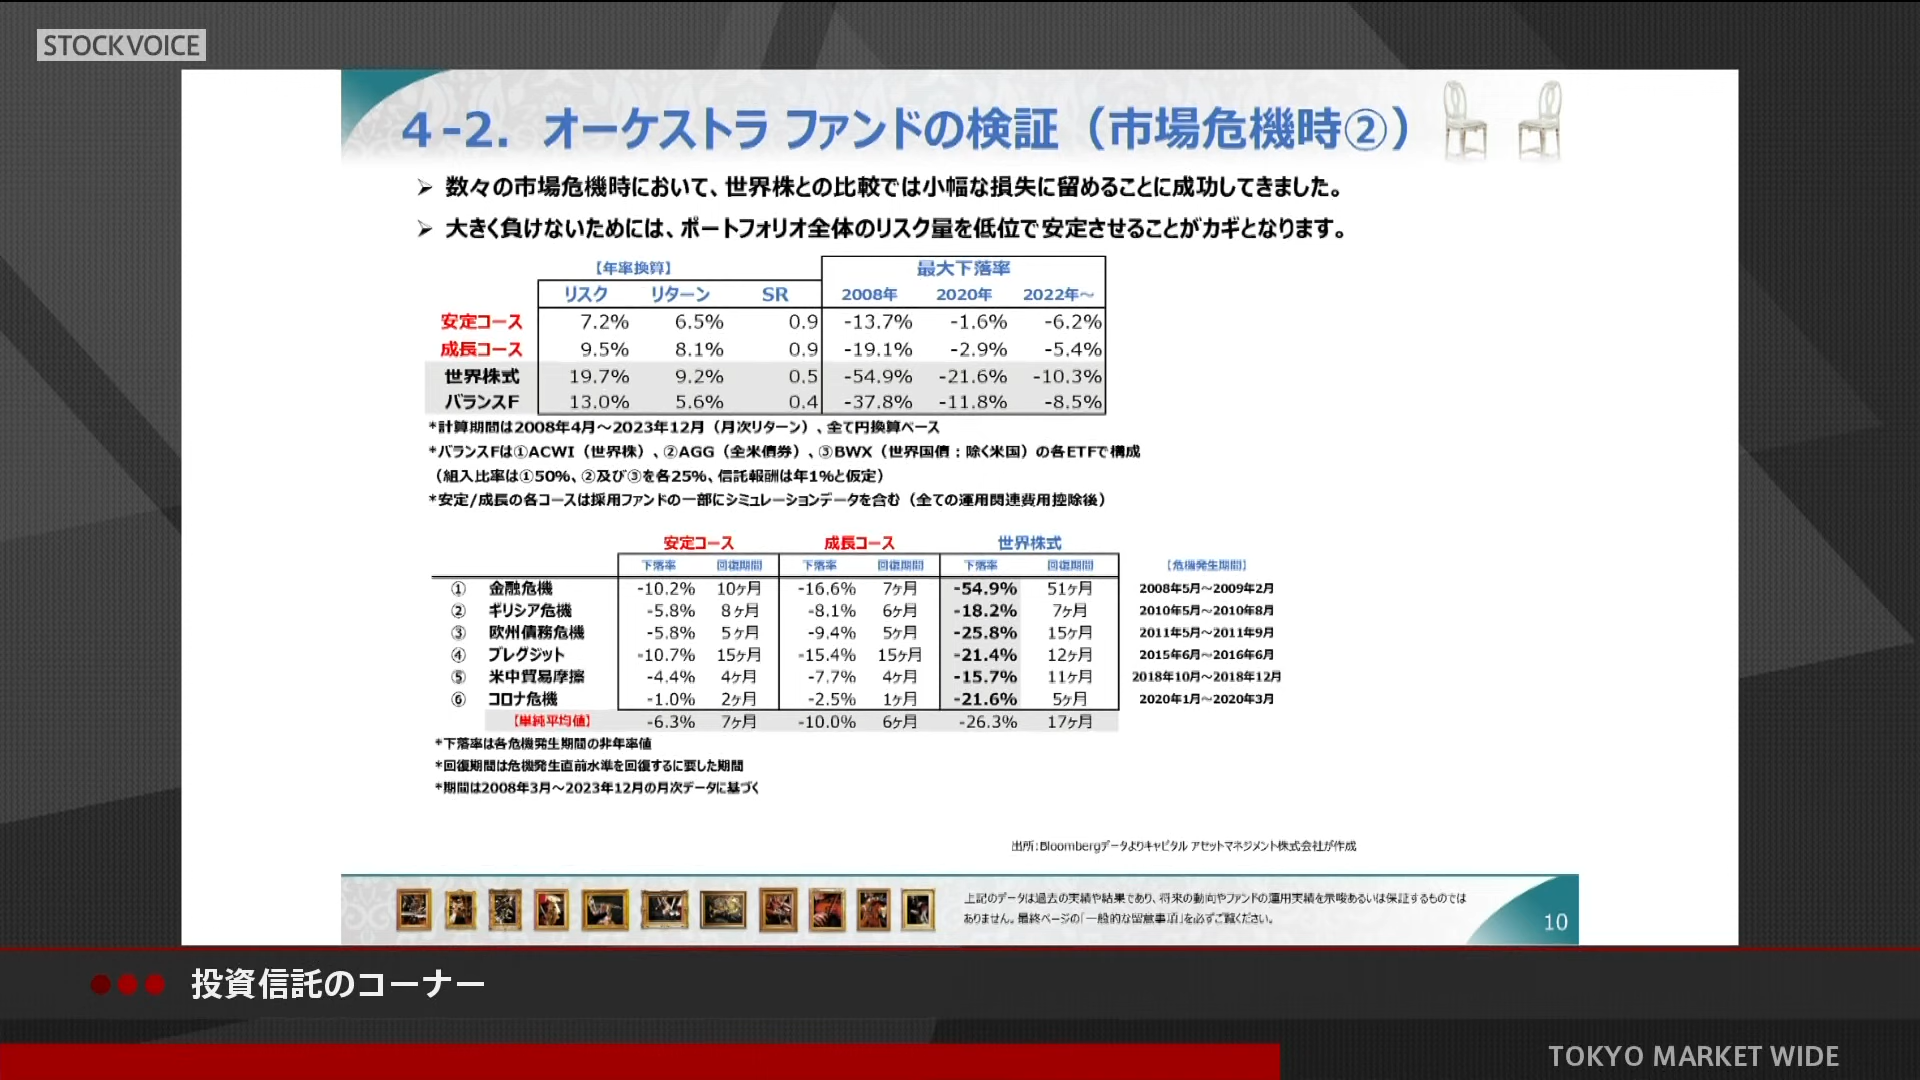 STOCKVOICE
4-2. オーケストラ ファンドの検証（市場危機時②）
➢ 数々の市場危機時において、世界株との比較では小幅な損失に留めることに成功してきました。
➢ 大きく負けないためには、ポートフォリオ全体のリスク量を低位で安定させることがカギとなります。
【年率換算】 最大下落率
リスク リターン SR 2008年 2020年 2022年～
安定コース 7.2% 6.5% 0.9 -13.7% -1.6% -6.2%
成長コース 9.5% 8.1% 0.9 -19.1% -2.9% -5.4%
世界株式 19.7% 9.2% 0.5 -54.9% -21.6% -10.3%
バランスF 13.0% 5.6% 0.4 -37.8% -11.8% -8.5%
*計算期間は2008年4月～2023年12月（月次リターン）、全て円換算ベース
*バランスFは①ACWI（世界株）、②AGG（全米債券）、③BWX（世界国債：除く米国）の各ETFで構成
（組入比率は①50%、②及び③を各25%、信託報酬は年1%と仮定）
*安定/成長の各コースは採用ファンドの一部にシミュレーションデータを含む（全ての運用関連費用控除後）
安定コース 成長コース 世界株式
下落率 回復期間 下落率 回復期間 下落率 回復期間 【危機発生期間】
① 金融危機 -10.2% 10ヶ月 -16.6% 7ヶ月 -54.9% 51ヶ月 2008年5月～2009年2月
② ギリシア危機 -5.8% 8ヶ月 -8.1% 6ヶ月 -18.2% 7ヶ月 2010年5月～2010年8月
③ 欧州債務危機 -5.8% 5ヶ月 -9.4% 5ヶ月 -25.8% 15ヶ月 2011年5月～2011年9月
④ ブレグジット -10.7% 15ヶ月 -15.4% 15ヶ月 -21.4% 12ヶ月 2015年6月～2016年6月
⑤ 米中貿易摩擦 -4.4% 4ヶ月 -7.7% 4ヶ月 -15.7% 11ヶ月 2018年10月～2018年12月
⑥ コロナ危機 -1.0% 2ヶ月 -2.5% 1ヶ月 -21.6% 5ヶ月 2020年1月～2020年3月
【単純平均値】 -6.3% 7ヶ月 -10.0% 6ヶ月 -26.3% 17ヶ月
*下落率は各危機発生期間の非年率値
*回復期間は危機発生直前水準を回復するに要した期間
*期間は2008年3月～2023年12月の月次データに基づく
出所：Bloombergデータよりキャピタル アセットマネジメント株式会社が作成
上記のデータは過去の実績や結果であり、将来の動向やファンドの運用実績を示唆あるいは保証するものでは
ありません。最終ページの「一般的な留意事項」を必ずご覧ください。
10
投資信託のコーナー
TOKYO MARKET WIDE